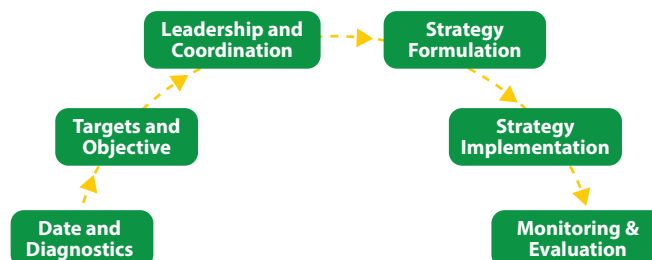 Leadership and
Coordination
Strategy
Formulation
Targets and
Objective
Strategy
Implementation
Date and
Diagnostics
Monitoring &
Evaluation